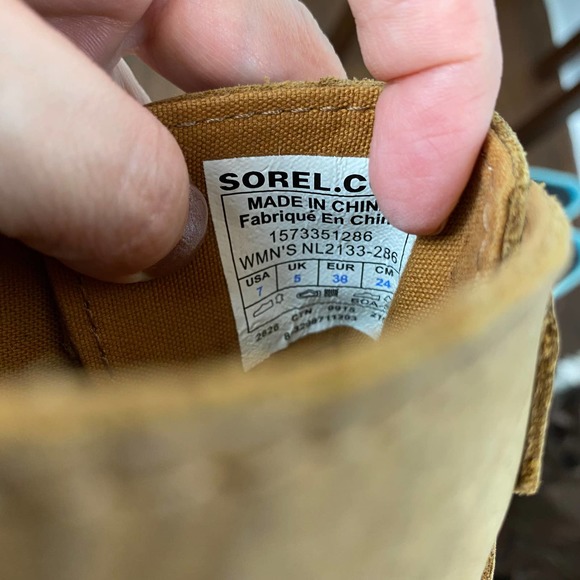 SOREL.C
MADE IN CHIN
Fabriqué En Chin
1573351286
WMN'S NL2133-286
USA UK EUR CM
7 5 38 24